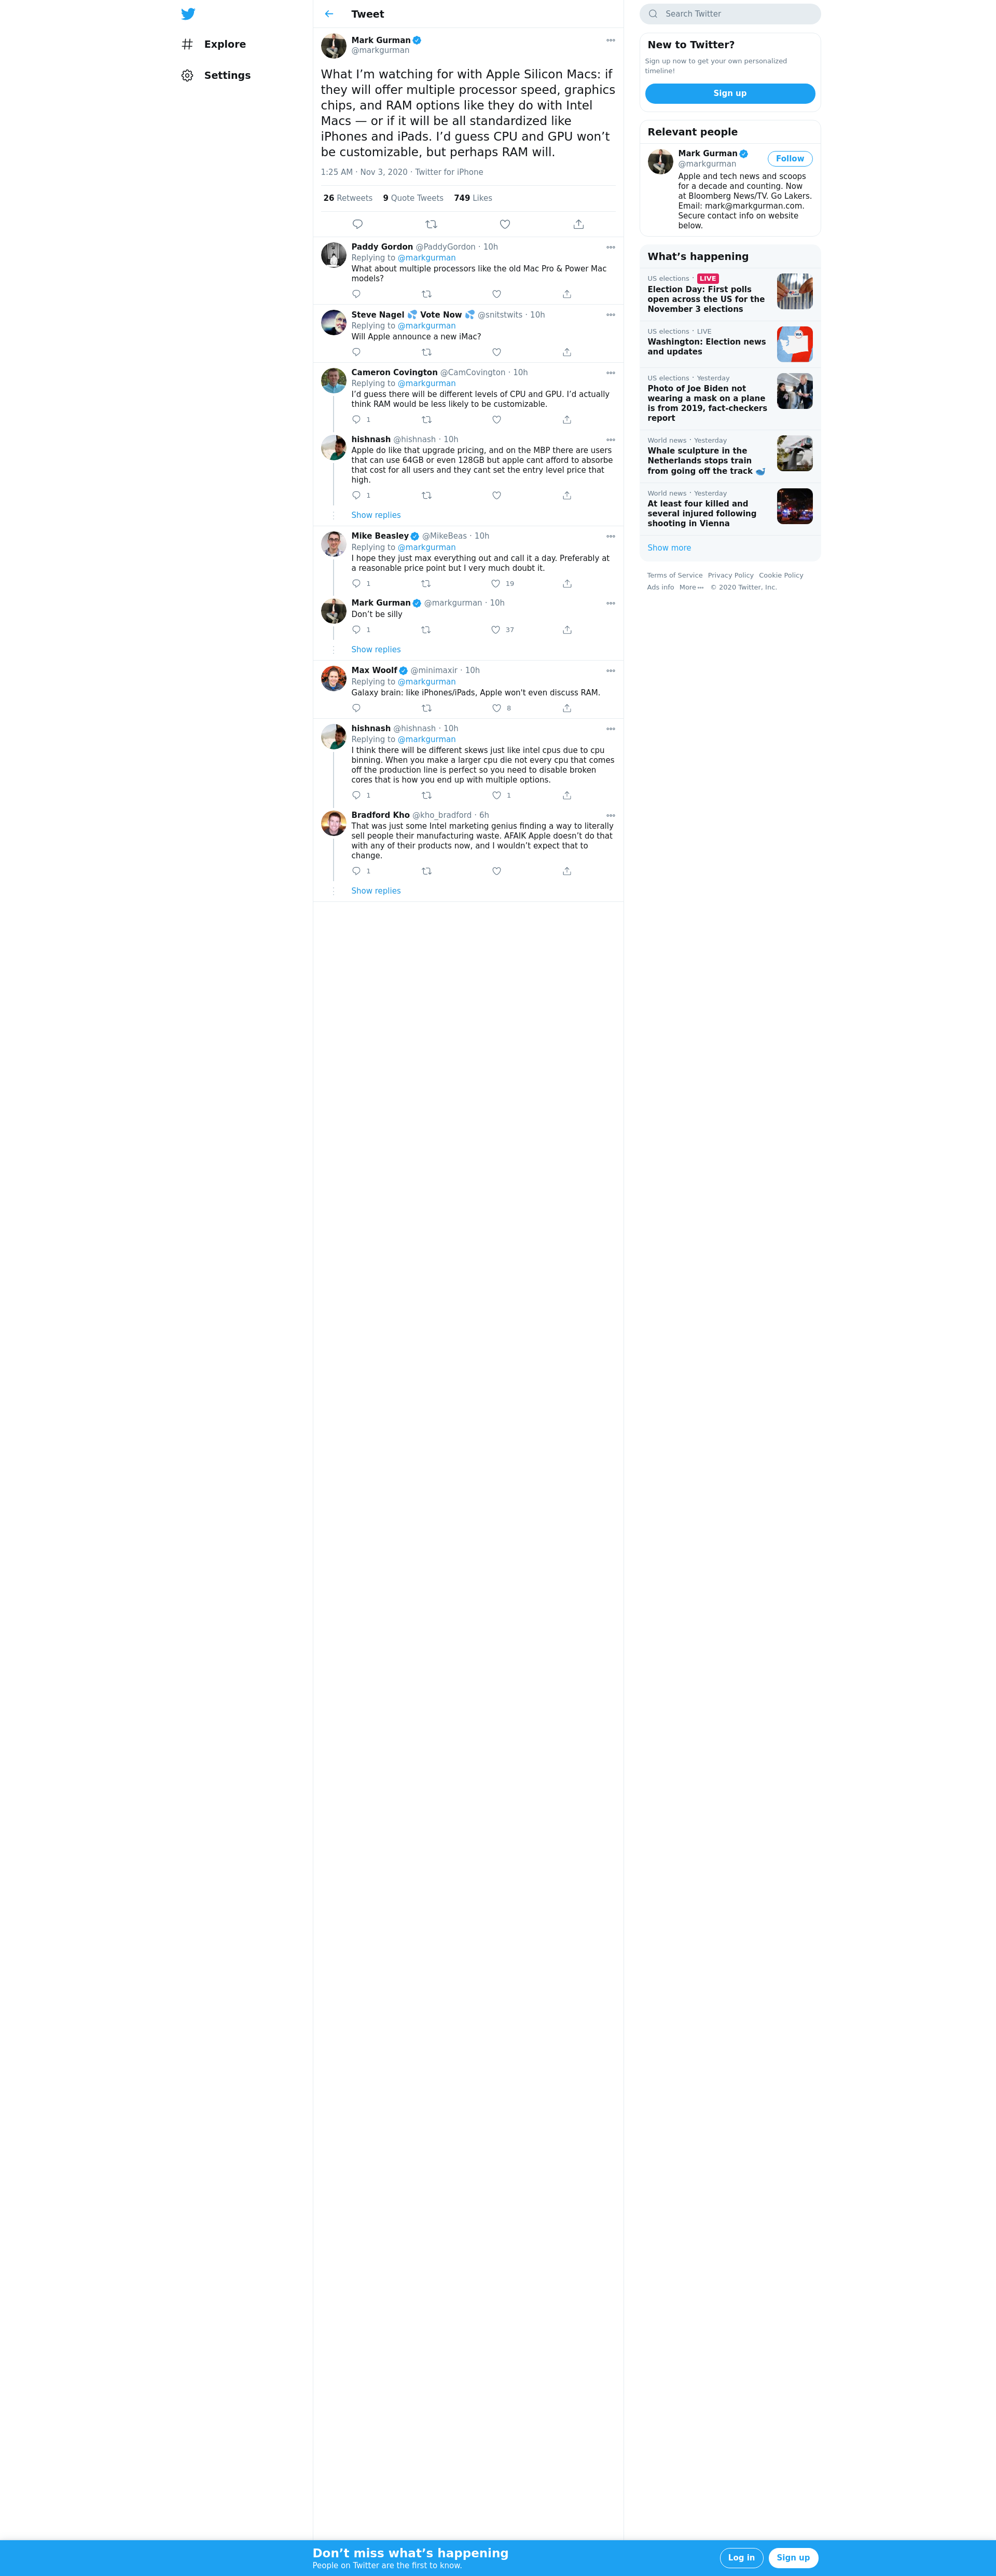 Explore
Settings
Tweet
Mark Gurman
@markgurman
What I’m watching for with Apple Silicon Macs: if
they will offer multiple processor speed, graphics
chips, and RAM options like they do with Intel
Macs — or if it will be all standardized like
iPhones and iPads. I’d guess CPU and GPU won’t
be customizable, but perhaps RAM will.
1:25 AM · Nov 3, 2020 · Twitter for iPhone
26 Retweets 9 Quote Tweets 749 Likes
Paddy Gordon @PaddyGordon · 10h
Replying to @markgurman
What about multiple processors like the old Mac Pro & Power Mac
models?
Steve Nagel 💦 Vote Now 💦 @snitstwits · 10h
Replying to @markgurman
Will Apple announce a new iMac?
Cameron Covington @CamCovington · 10h
Replying to @markgurman
I’d guess there will be different levels of CPU and GPU. I’d actually
think RAM would be less likely to be customizable.
1
hishnash @hishnash · 10h
Apple do like that upgrade pricing, and on the MBP there are users
that can use 64GB or even 128GB but apple cant afford to absorbe
that cost for all users and they cant set the entry level price that
high.
1
Show replies
Mike Beasley @MikeBeas · 10h
Replying to @markgurman
I hope they just max everything out and call it a day. Preferably at
a reasonable price point but I very much doubt it.
1 19
Mark Gurman @markgurman · 10h
Don’t be silly
1 37
Show replies
Max Woolf @minimaxir · 10h
Replying to @markgurman
Galaxy brain: like iPhones/iPads, Apple won't even discuss RAM.
8
hishnash @hishnash · 10h
Replying to @markgurman
I think there will be different skews just like intel cpus due to cpu
binning. When you make a larger cpu die not every cpu that comes
off the production line is perfect so you need to disable broken
cores that is how you end up with multiple options.
1 1
Bradford Kho @kho_bradford · 6h
That was just some Intel marketing genius finding a way to literally
sell people their manufacturing waste. AFAIK Apple doesn’t do that
with any of their products now, and I wouldn’t expect that to
change.
1
Show replies
Search Twitter
New to Twitter?
Sign up now to get your own personalized
timeline!
Sign up
Relevant people
Mark Gurman
@markgurman
Follow
Apple and tech news and scoops
for a decade and counting. Now
at Bloomberg News/TV. Go Lakers.
Email: mark@markgurman.com.
Secure contact info on website
below.
What’s happening
US elections · LIVE
Election Day: First polls
open across the US for the
November 3 elections
US elections · LIVE
Washington: Election news
and updates
US elections · Yesterday
Photo of Joe Biden not
wearing a mask on a plane
is from 2019, fact-checkers
report
World news · Yesterday
Whale sculpture in the
Netherlands stops train
from going off the track 🐋
World news · Yesterday
At least four killed and
several injured following
shooting in Vienna
Show more
Terms of Service Privacy Policy Cookie Policy
Ads info More © 2020 Twitter, Inc.
Don’t miss what’s happening
People on Twitter are the first to know.
Log in
Sign up